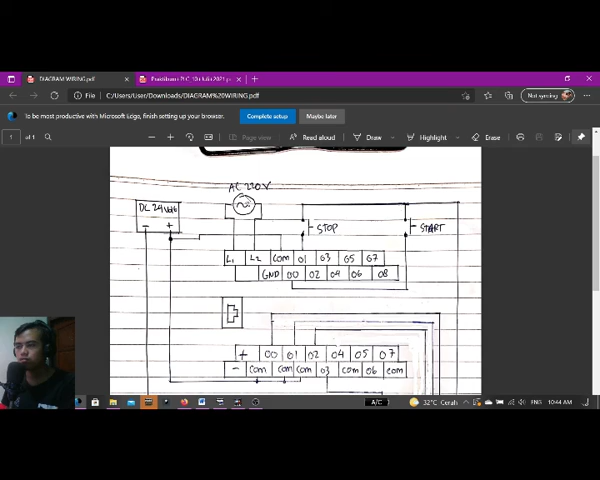 DIAGRAM WIRING.pdf
File
C:/Users/User/Downloads/DIAGRAM%20WIRING.pdf
Not syncing
To be most productive with Microsoft Edge, finish setting up your browser.
Complete setup
Maybe later
1 of 1
Page view
Read aloud
Draw
Highlight
Erase
AC 220V
DC 24 Volt
- +
STOP
START
L1 L2 COM 01 03 05 07
GND 00 02 04 06 08
+ 00 01 02 04 05 07
- Com Com Com 03 Com 06 Com
A/C
32°C Cerah
ENG
10:44 AM